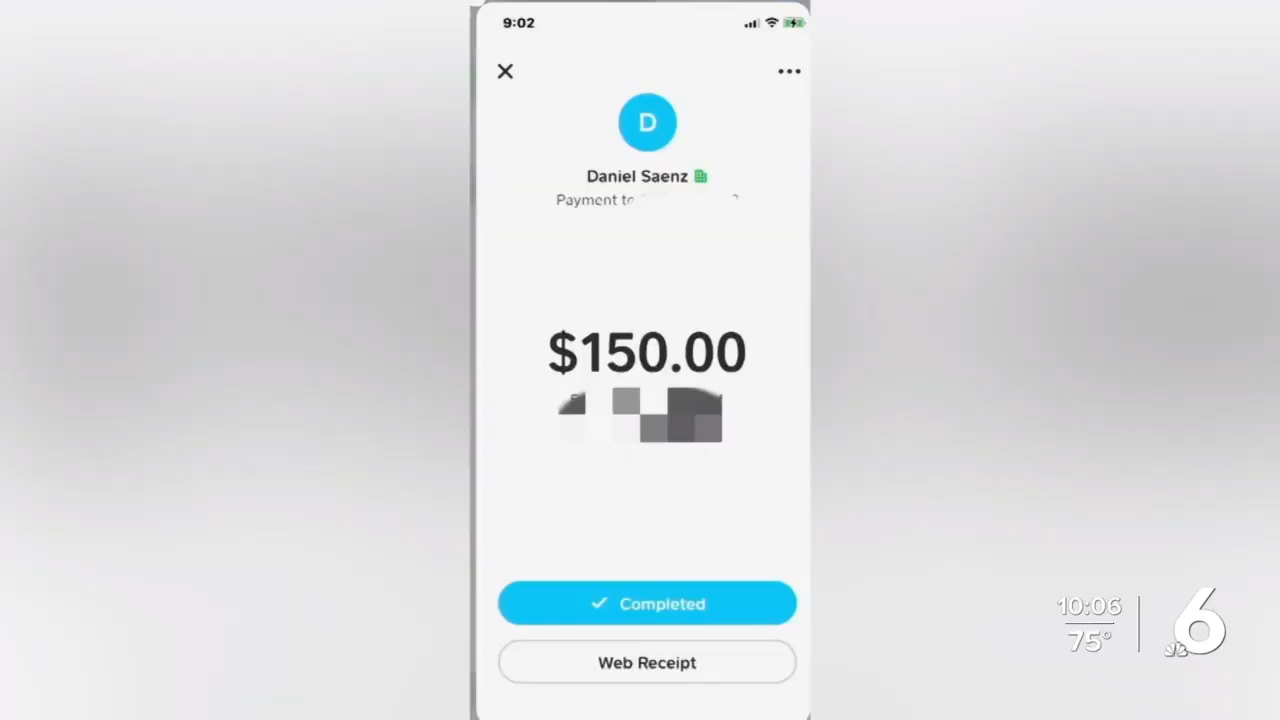 9:02
D
Daniel Saenz
Payment to
$150.00
Completed
Web Receipt
10:06
75°
6